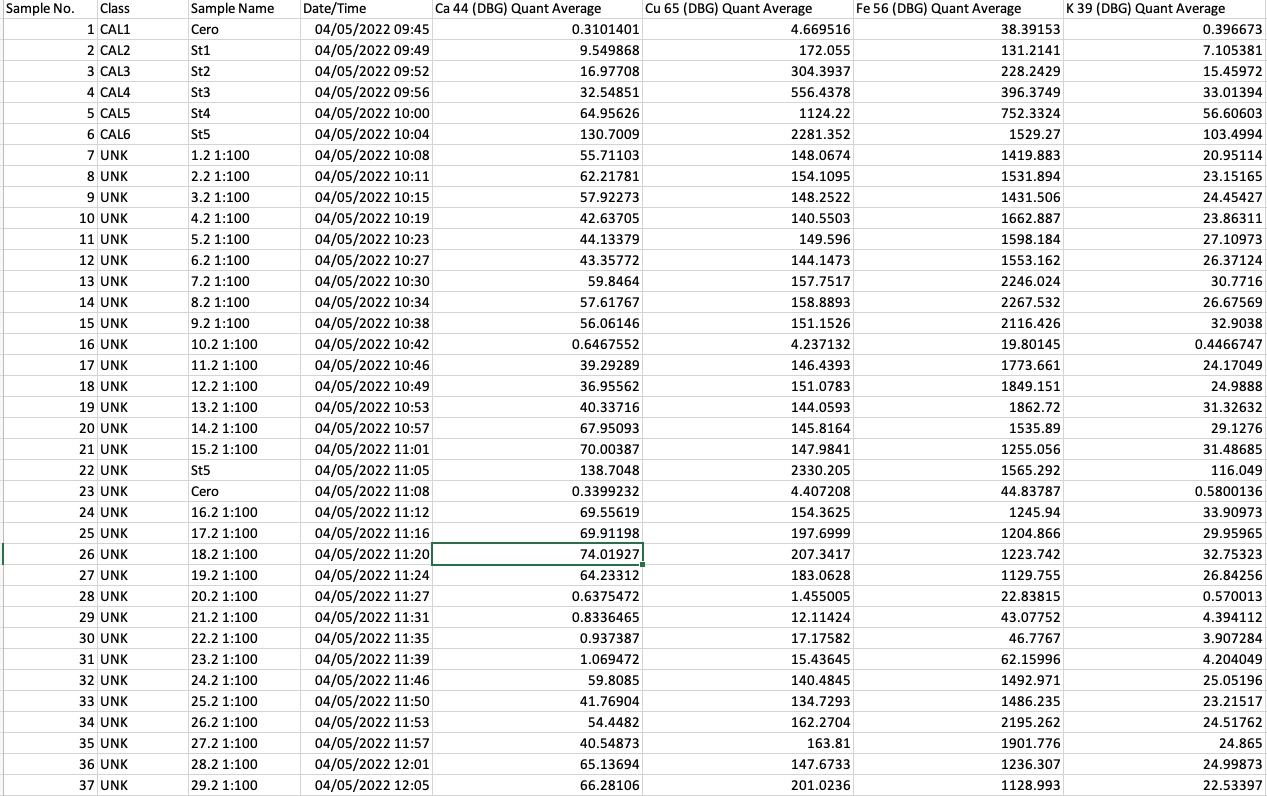 Sample No. Class Sample Name Date/Time Ca 44 (DBG) Quant Average Cu 65 (DBG) Quant Average Fe 56 (DBG) Quant Average K 39 (DBG) Quant Average
1 CAL1 Cero 04/05/2022 09:45 0.3101401 4.669516 38.39153 0.396673
2 CAL2 St1 04/05/2022 09:49 9.549868 172.055 131.2141 7.105381
3 CAL3 St2 04/05/2022 09:52 16.97708 304.3937 228.2429 15.45972
4 CAL4 St3 04/05/2022 09:56 32.54851 556.4378 396.3749 33.01394
5 CAL5 St4 04/05/2022 10:00 64.95626 1124.22 752.3324 56.60603
6 CAL6 St5 04/05/2022 10:04 130.7009 2281.352 1529.27 103.4994
7 UNK 1.2 1:100 04/05/2022 10:08 55.71103 148.0674 1419.883 20.95114
8 UNK 2.2 1:100 04/05/2022 10:11 62.21781 154.1095 1531.894 23.15165
9 UNK 3.2 1:100 04/05/2022 10:15 57.92273 148.2522 1431.506 24.45427
10 UNK 4.2 1:100 04/05/2022 10:19 42.63705 140.5503 1662.887 23.86311
11 UNK 5.2 1:100 04/05/2022 10:23 44.13379 149.596 1598.184 27.10973
12 UNK 6.2 1:100 04/05/2022 10:27 43.35772 144.1473 1553.162 26.37124
13 UNK 7.2 1:100 04/05/2022 10:30 59.8464 157.7517 2246.024 30.7716
14 UNK 8.2 1:100 04/05/2022 10:34 57.61767 158.8893 2267.532 26.67569
15 UNK 9.2 1:100 04/05/2022 10:38 56.06146 151.1526 2116.426 32.9038
16 UNK 10.2 1:100 04/05/2022 10:42 0.6467552 4.237132 19.80145 0.4466747
17 UNK 11.2 1:100 04/05/2022 10:46 39.29289 146.4393 1773.661 24.17049
18 UNK 12.2 1:100 04/05/2022 10:49 36.95562 151.0783 1849.151 24.9888
19 UNK 13.2 1:100 04/05/2022 10:53 40.33716 144.0593 1862.72 31.32632
20 UNK 14.2 1:100 04/05/2022 10:57 67.95093 145.8164 1535.89 29.1276
21 UNK 15.2 1:100 04/05/2022 11:01 70.00387 147.9841 1255.056 31.48685
22 UNK St5 04/05/2022 11:05 138.7048 2330.205 1565.292 116.049
23 UNK Cero 04/05/2022 11:08 0.3399232 4.407208 44.83787 0.5800136
24 UNK 16.2 1:100 04/05/2022 11:12 69.55619 154.3625 1245.94 33.90973
25 UNK 17.2 1:100 04/05/2022 11:16 69.91198 197.6999 1204.866 29.95965
26 UNK 18.2 1:100 04/05/2022 11:20 74.01927 207.3417 1223.742 32.75323
27 UNK 19.2 1:100 04/05/2022 11:24 64.23312 183.0628 1129.755 26.84256
28 UNK 20.2 1:100 04/05/2022 11:27 0.6375472 1.455005 22.83815 0.570013
29 UNK 21.2 1:100 04/05/2022 11:31 0.8336465 12.11424 43.07752 4.394112
30 UNK 22.2 1:100 04/05/2022 11:35 0.937387 17.17582 46.7767 3.907284
31 UNK 23.2 1:100 04/05/2022 11:39 1.069472 15.43645 62.15996 4.204049
32 UNK 24.2 1:100 04/05/2022 11:46 59.8085 140.4845 1492.971 25.05196
33 UNK 25.2 1:100 04/05/2022 11:50 41.76904 134.7293 1486.235 23.21517
34 UNK 26.2 1:100 04/05/2022 11:53 54.4482 162.2704 2195.262 24.51762
35 UNK 27.2 1:100 04/05/2022 11:57 40.54873 163.81 1901.776 24.865
36 UNK 28.2 1:100 04/05/2022 12:01 65.13694 147.6733 1236.307 24.99873
37 UNK 29.2 1:100 04/05/2022 12:05 66.28106 201.0236 1128.993 22.53397